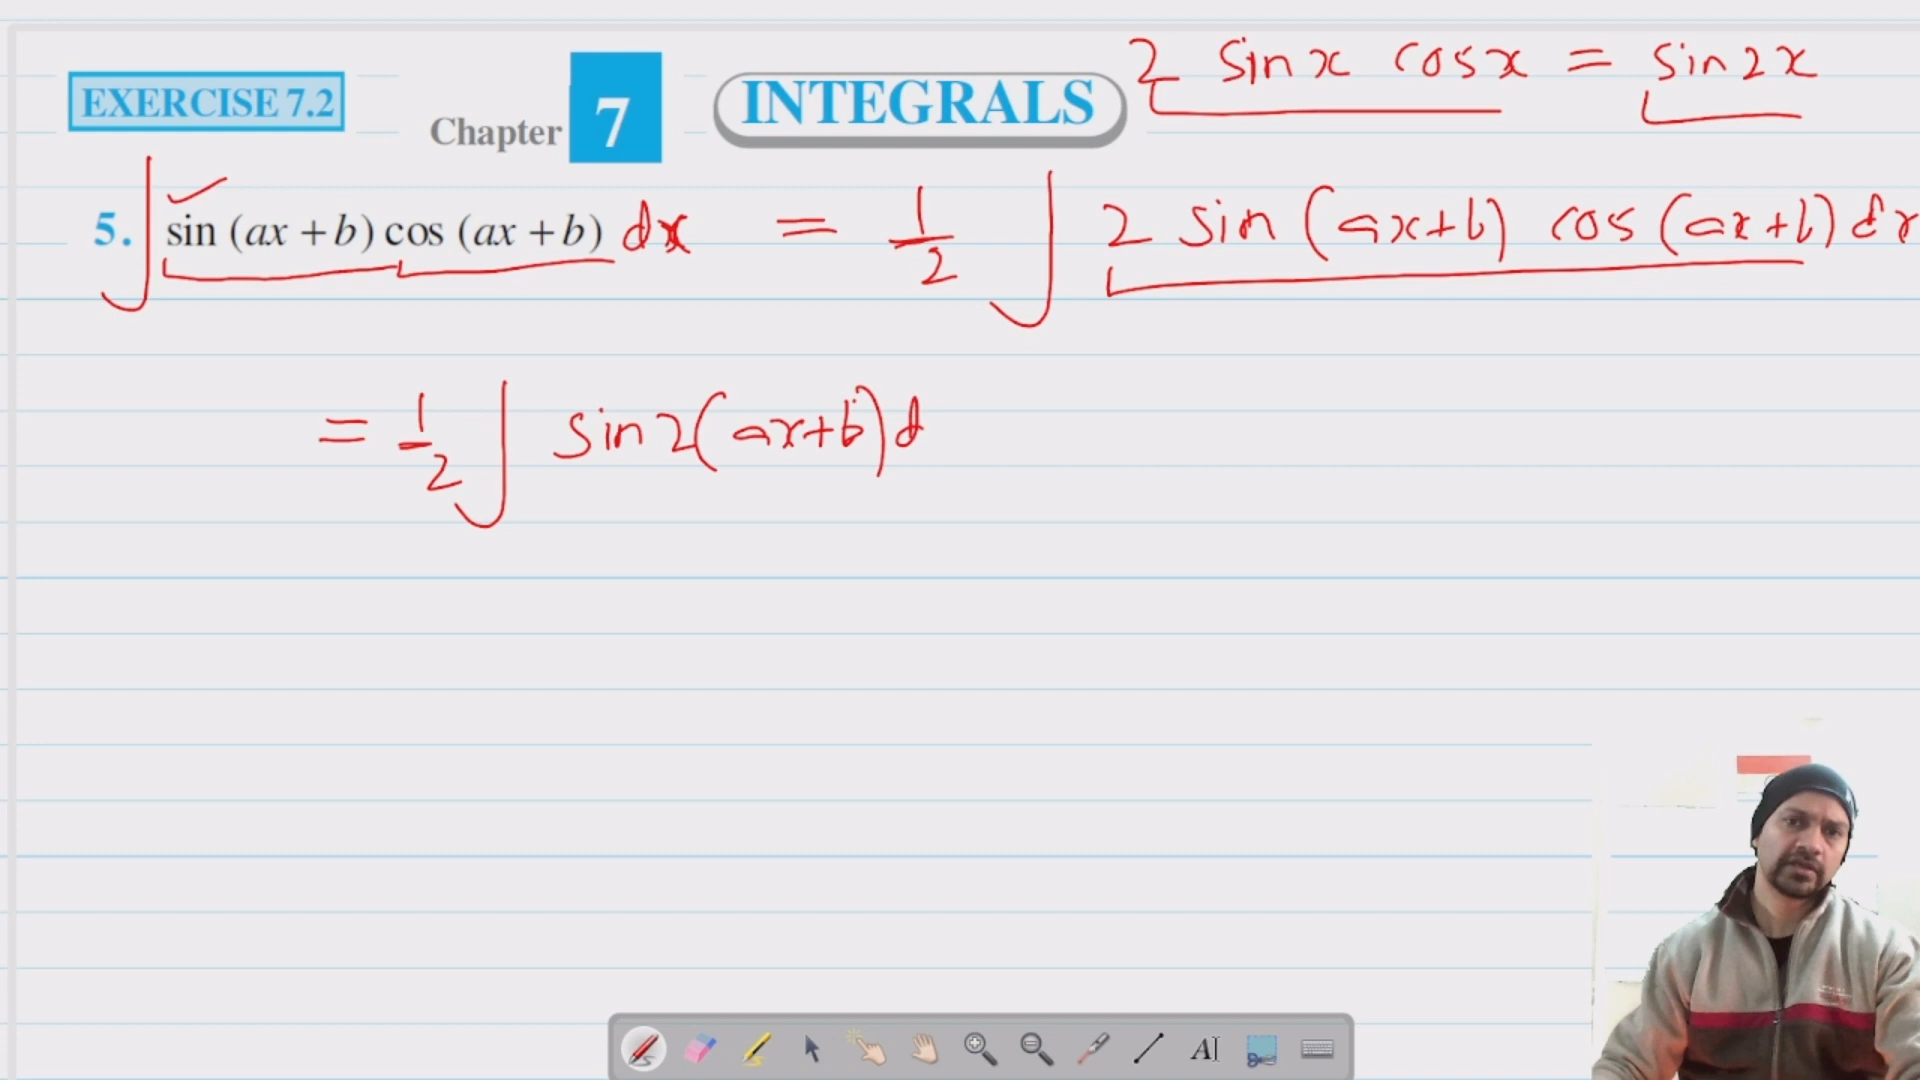 2 sin x cos x = sin 2x
EXERCISE 7.2 Chapter 7 INTEGRALS
5. ∫ sin (ax + b) cos (ax + b) dx = 1/2 ∫ 2 sin (ax+b) cos (ax+b) dx
= 1/2 ∫ sin 2(ax+b) d
AI